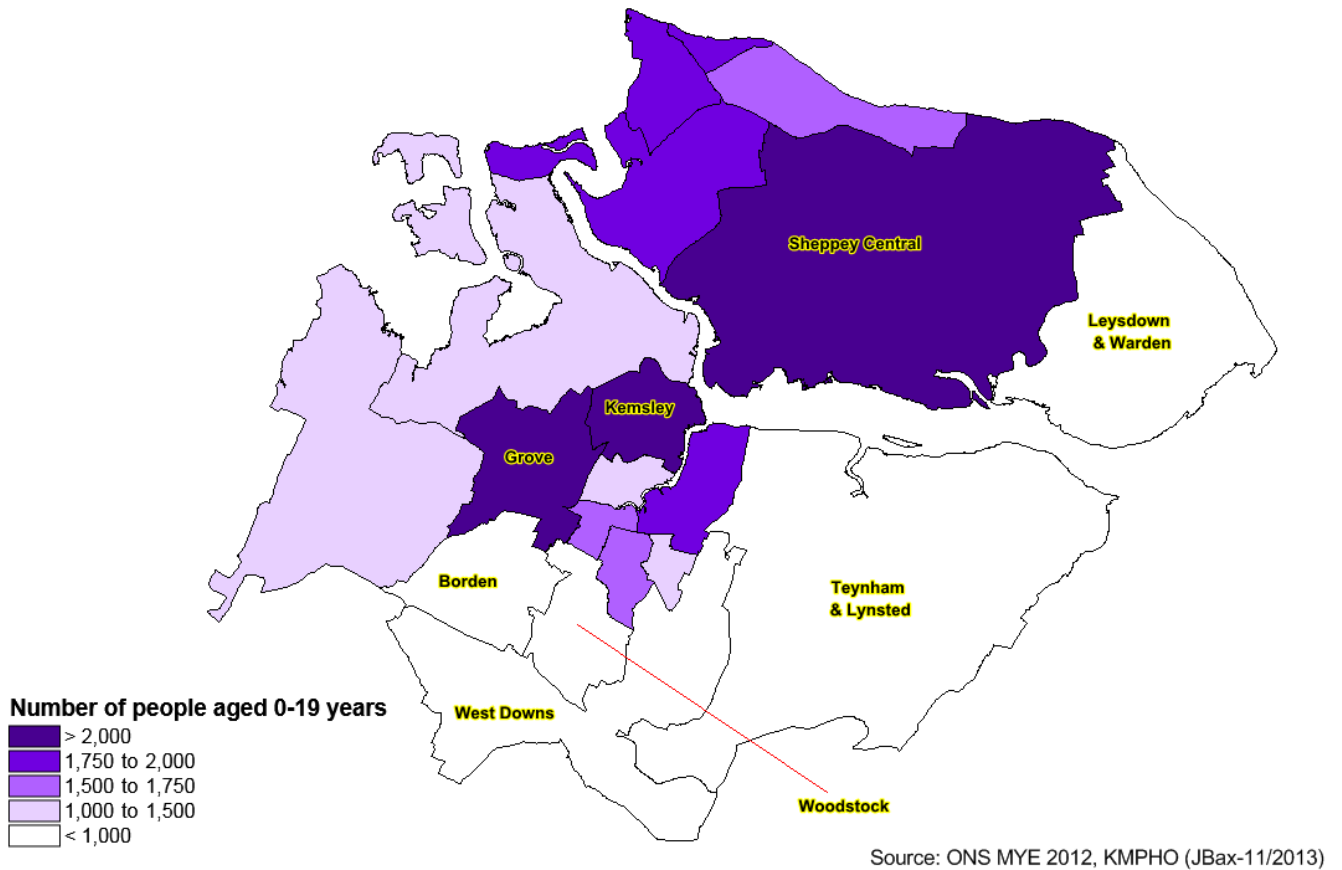 Sheppey Central
Leysdown
& Warden
Kemsley
Grove
Borden
Teynham
& Lynsted
West Downs
Woodstock
Number of people aged 0-19 years
> 2,000
1,750 to 2,000
1,500 to 1,750
1,000 to 1,500
< 1,000
Source: ONS MYE 2012, KMPHO (JBax-11/2013)